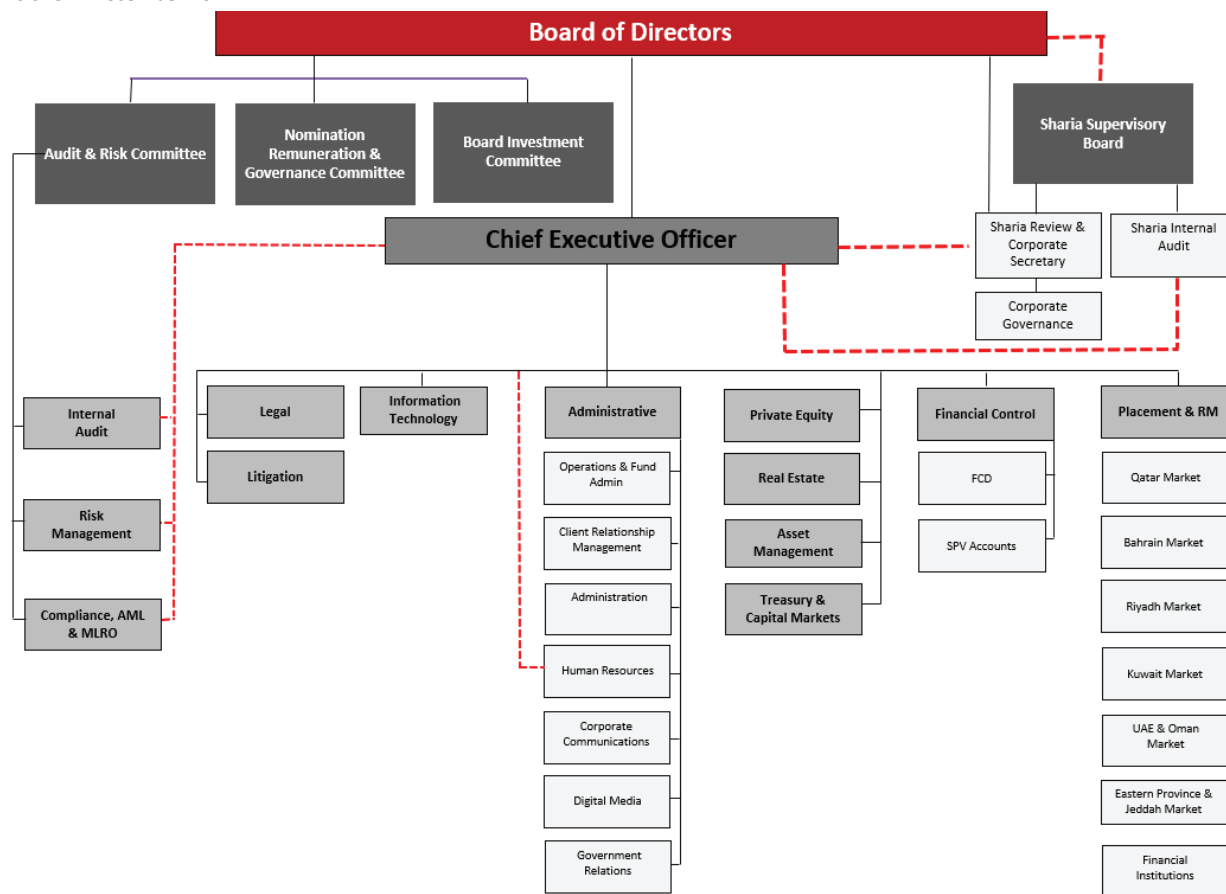 Board of Directors
Audit & Risk Committee
Nomination
Remuneration &
Governance Committee
Board Investment
Committee
Sharia Supervisory
Board
Chief Executive Officer
Sharia Review &
Corporate
Secretary
Sharia Internal
Audit
Corporate
Governance
Internal
Audit
Risk
Management
Compliance, AML
& MLRO
Legal
Litigation
Information
Technology
Administrative
Operations & Fund
Admin
Client Relationship
Management
Administration
Human Resources
Corporate
Communications
Digital Media
Government
Relations
Private Equity
Real Estate
Asset
Management
Treasury &
Capital Markets
Financial Control
FCD
SPV Accounts
Placement & RM
Qatar Market
Bahrain Market
Riyadh Market
Kuwait Market
UAE & Oman
Market
Eastern Province &
Jeddah Market
Financial
Institutions